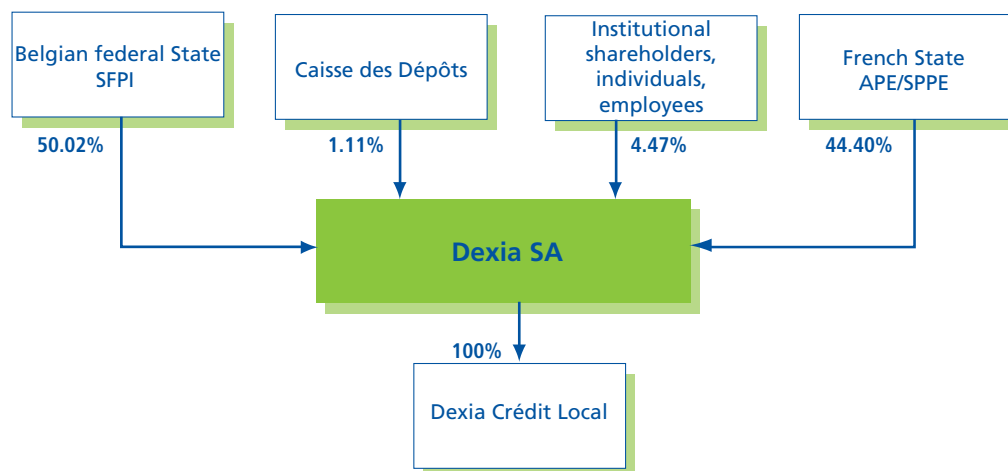 Belgian federal State
SFPI
Caisse des Dépôts
Institutional
shareholders,
individuals,
employees
French State
APE/SPPE
50.02%
1.11%
4.47%
44.40%
Dexia SA
100%
Dexia Crédit Local